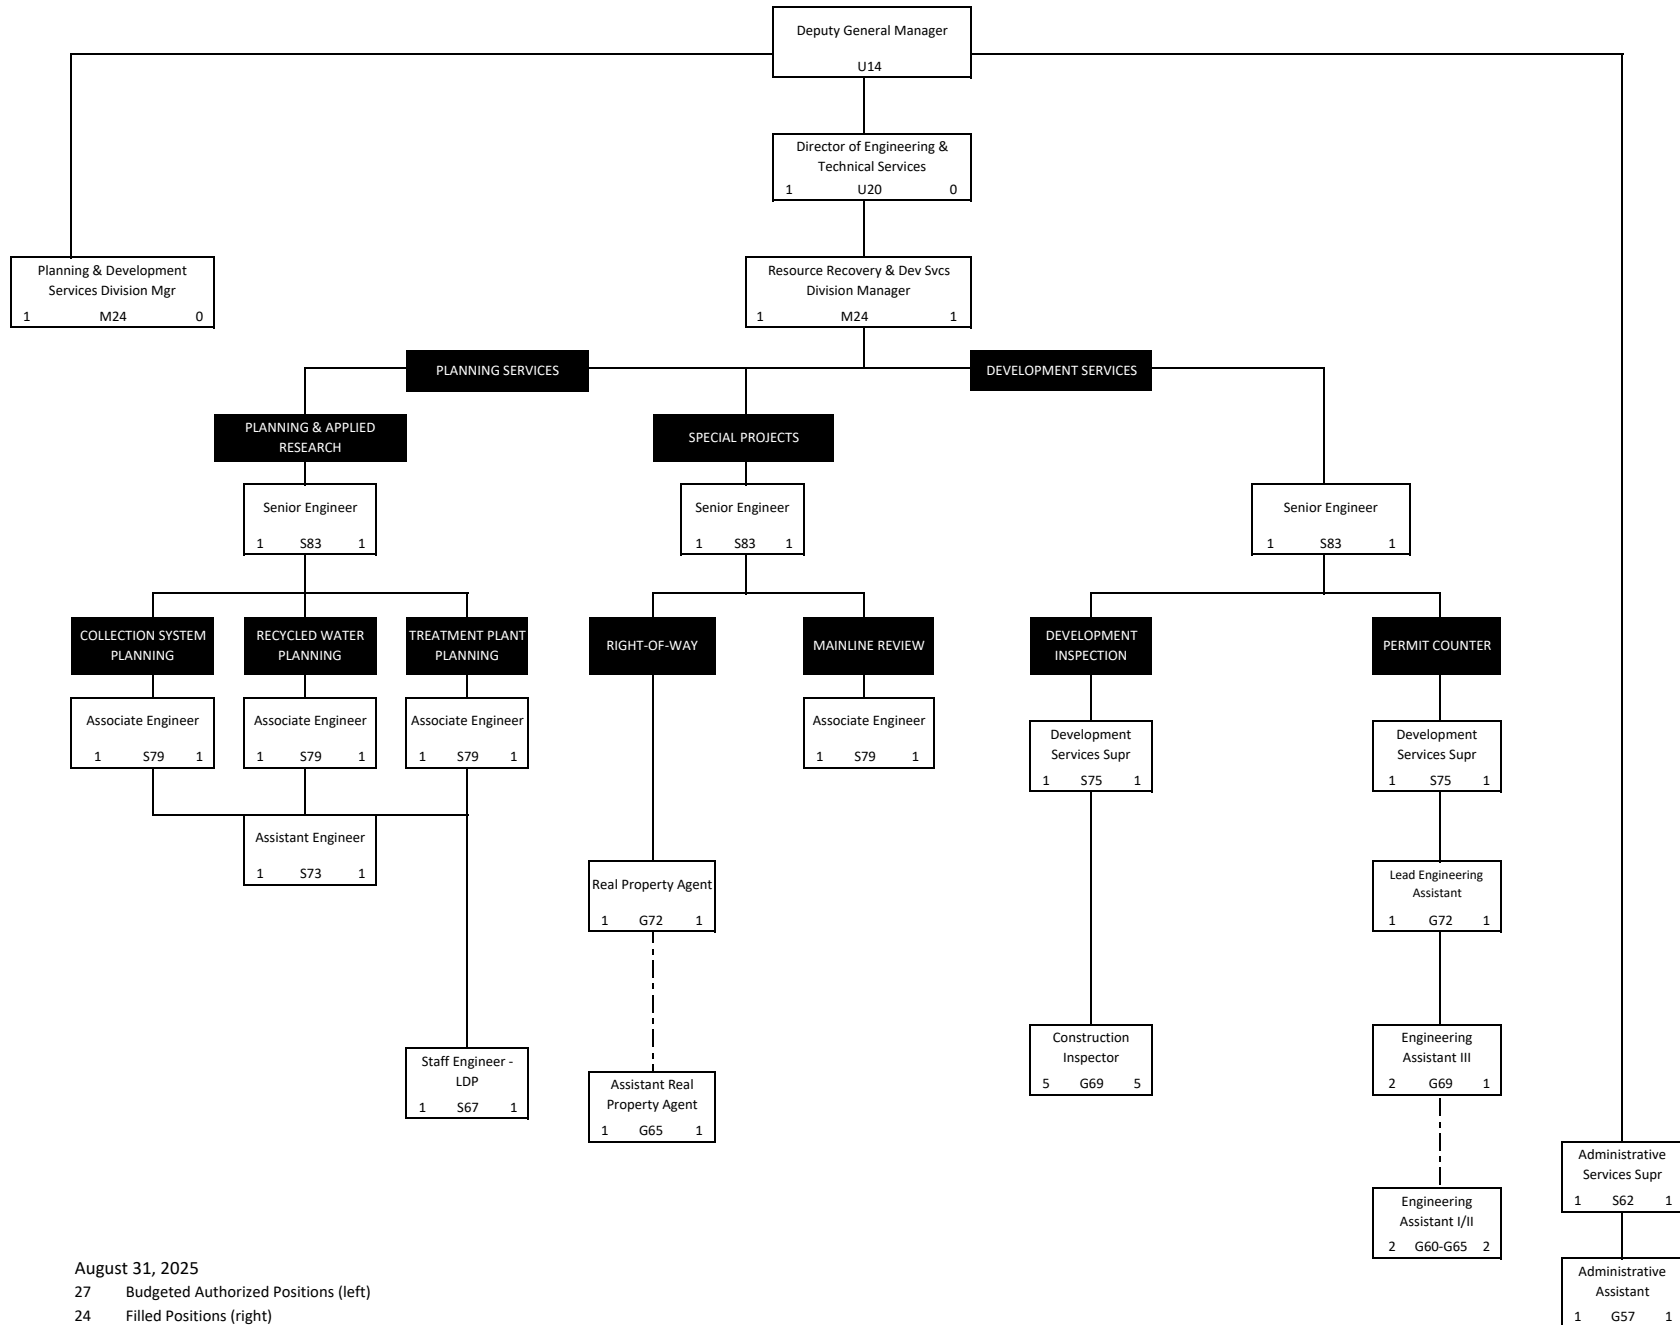 Deputy General Manager
U14
Director of Engineering &
Technical Services
1 U20 0
Planning & Development
Services Division Mgr
1 M24 0
Resource Recovery & Dev Svcs
Division Manager
1 M24 1
PLANNING SERVICES
DEVELOPMENT SERVICES
PLANNING & APPLIED
RESEARCH
SPECIAL PROJECTS
Senior Engineer
1 S83 1
Senior Engineer
1 S83 1
Senior Engineer
1 S83 1
COLLECTION SYSTEM
PLANNING
RECYCLED WATER
PLANNING
TREATMENT PLANT
PLANNING
RIGHT-OF-WAY
MAINLINE REVIEW
DEVELOPMENT
INSPECTION
PERMIT COUNTER
Associate Engineer
1 S79 1
Associate Engineer
1 S79 1
Associate Engineer
1 S79 1
Associate Engineer
1 S79 1
Development
Services Supr
1 S75 1
Development
Services Supr
1 S75 1
Assistant Engineer
1 S73 1
Real Property Agent
1 G72 1
Lead Engineering
Assistant
1 G72 1
Staff Engineer -
LDP
1 S67 1
Assistant Real
Property Agent
1 G65 1
Construction
Inspector
5 G69 5
Engineering
Assistant III
2 G69 1
Engineering
Assistant I/II
2 G60-G65 2
Administrative
Services Supr
1 S62 1
Administrative
Assistant
1 G57 1
August 31, 2025
27 Budgeted Authorized Positions (left)
24 Filled Positions (right)